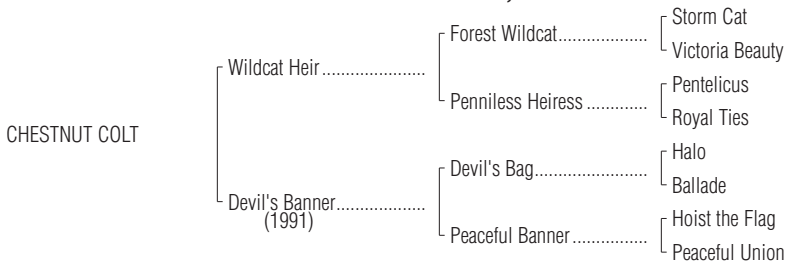 Storm Cat
Forest Wildcat....................
Victoria Beauty
Wildcat Heir.......................
Pentelicus
Penniless Heiress ..............
Royal Ties
CHESTNUT COLT
Halo
Devil's Bag.........................
Ballade
Devil's Banner....................
(1991)
Hoist the Flag
Peaceful Banner .................
Peaceful Union